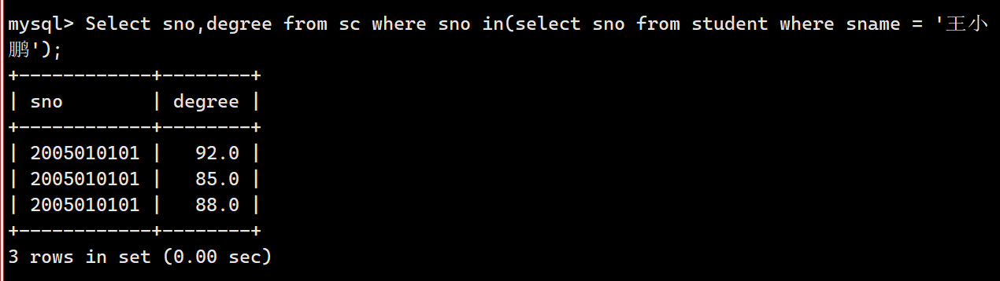 mysql> Select sno,degree from sc where sno in(select sno from student where sname = '王小
鹏');
+------------+--------+
| sno        | degree |
+------------+--------+
| 2005010101 |   92.0 |
| 2005010101 |   85.0 |
| 2005010101 |   88.0 |
+------------+--------+
3 rows in set (0.00 sec)